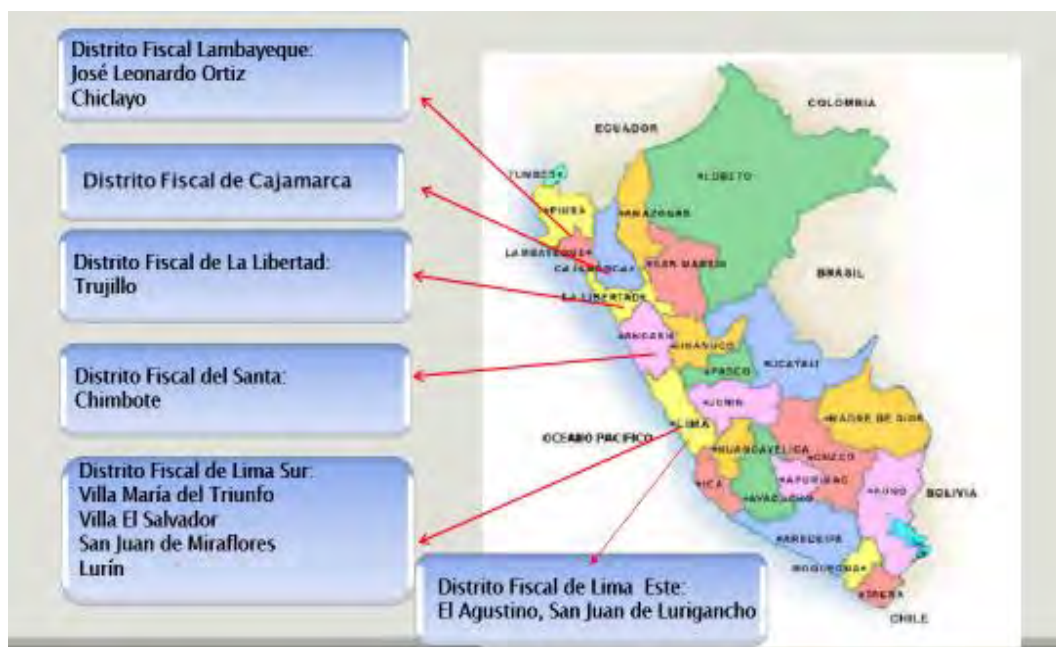 Distrito Fiscal Lambayeque:
José Leonardo Ortiz
Chiclayo
Distrito Fiscal de Cajamarca
Distrito Fiscal de La Libertad:
Trujillo
Distrito Fiscal del Santa:
Chimbote
Distrito Fiscal de Lima Sur:
Villa María del Triunfo
Villa El Salvador
San Juan de Miraflores
Lurín
Distrito Fiscal de Lima Este:
El Agustino, San Juan de Lurigancho
COLOMBIA
ECUADOR
TUMBES
LORETO
PIURA
AMAZONAS
LAMBAYEQUE
CAJAMARCA
SAN MARTIN
BRASIL
LA LIBERTAD
ANCASH
HUANUCO
UCAYALI
PASCO
JUNIN
MADRE DE DIOS
OCEANO PACIFICO
LIMA
HUANCAVELICA
CUZCO
ICA
APURIMAC
AYACUCHO
PUNO
BOLIVIA
AREQUIPA
MOQUEGUA
TACNA
CHILE